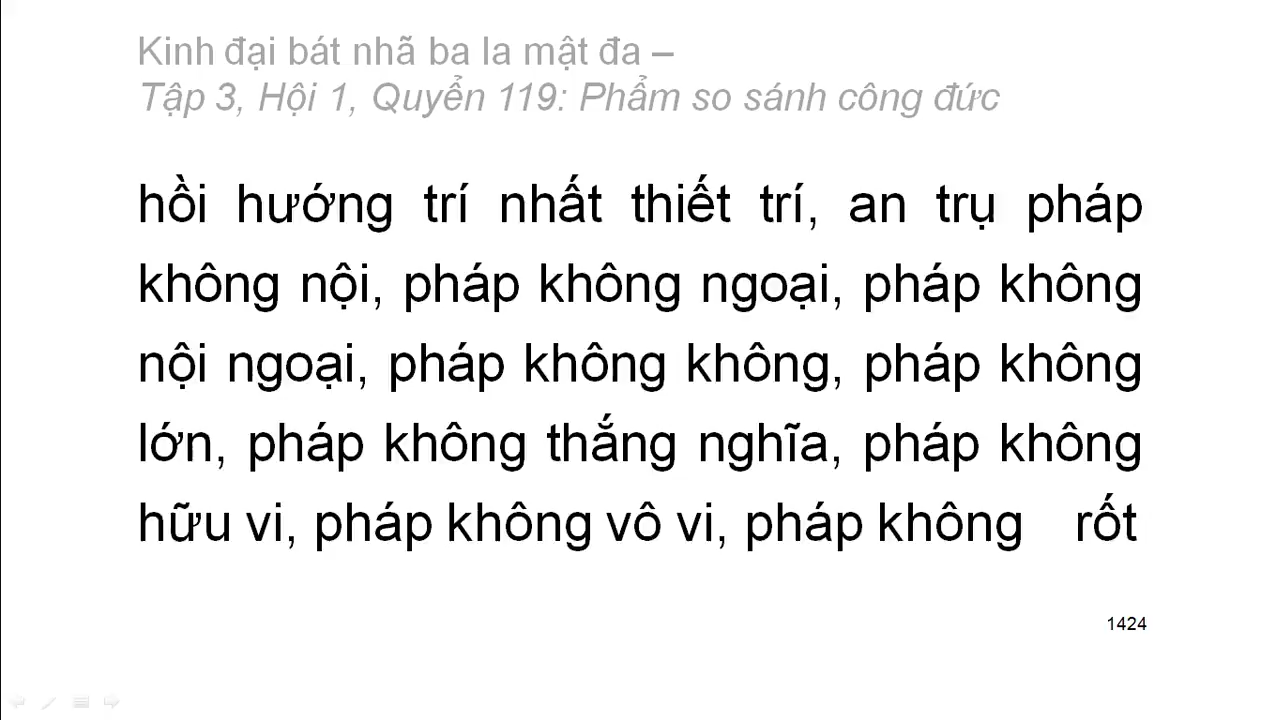 Kinh đại bát nhã ba la mật đa –
Tập 3, Hội 1, Quyển 119: Phẩm so sánh công đức
hồi hướng trí nhất thiết trí, an trụ pháp
không nội, pháp không ngoại, pháp không
nội ngoại, pháp không không, pháp không
lớn, pháp không thắng nghĩa, pháp không
hữu vi, pháp không vô vi, pháp không rốt
1424